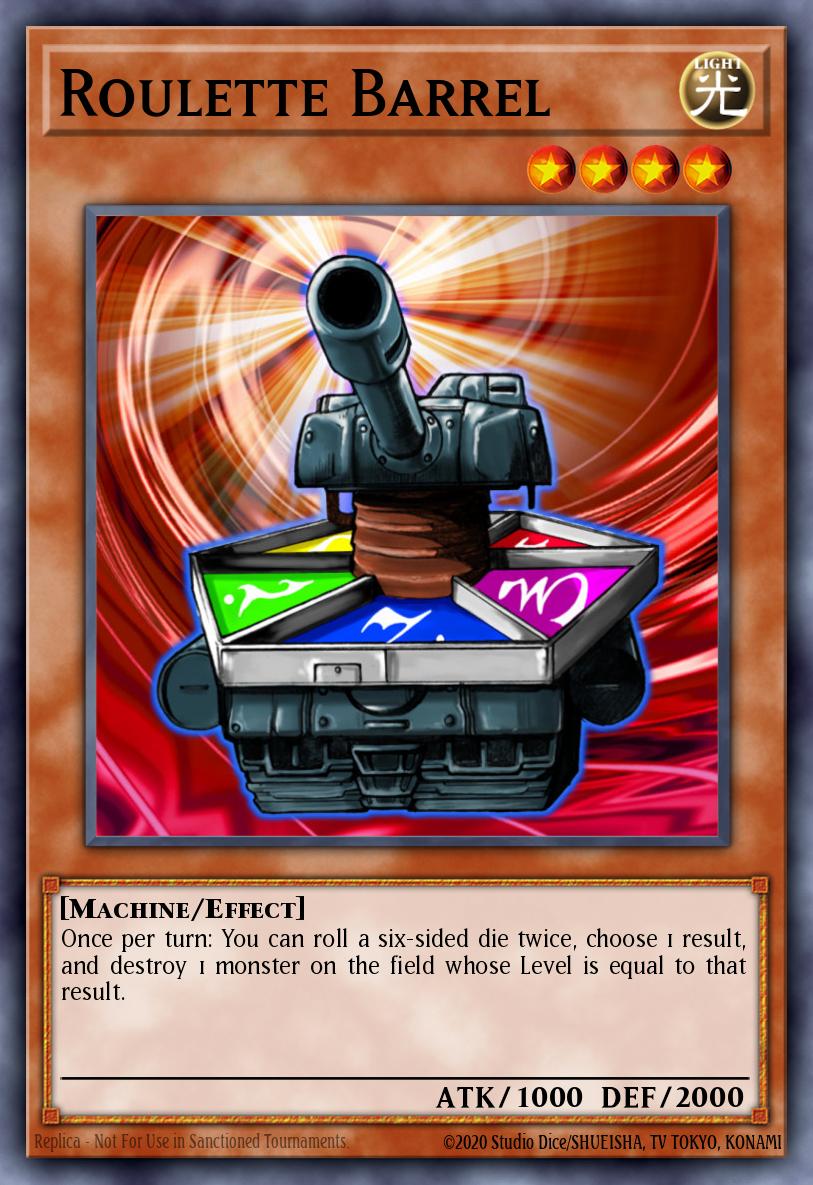 Roulette Barrel
LIGHT
光
[Machine/Effect]
Once per turn: You can roll a six-sided die twice, choose 1 result,
and destroy 1 monster on the field whose Level is equal to that
result.
ATK/1000 DEF/2000
Replica - Not For Use in Sanctioned Tournaments.
©2020 Studio Dice/SHUEISHA, TV TOKYO, KONAMI